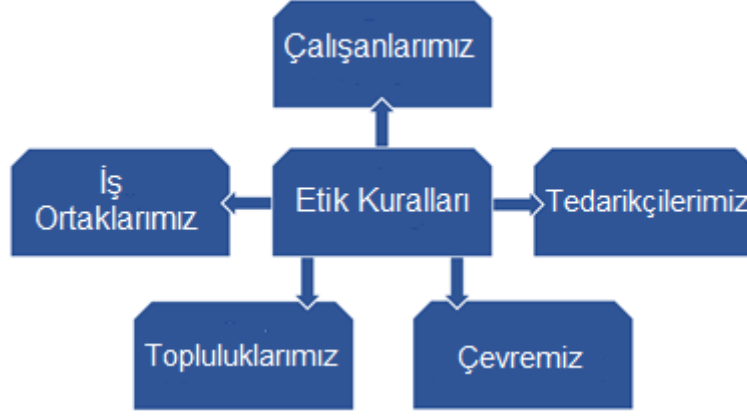 Çalışanlarımız
İş
Ortaklarımız
Etik Kuralları
Tedarikçilerimiz
Topluluklarımız
Çevremiz